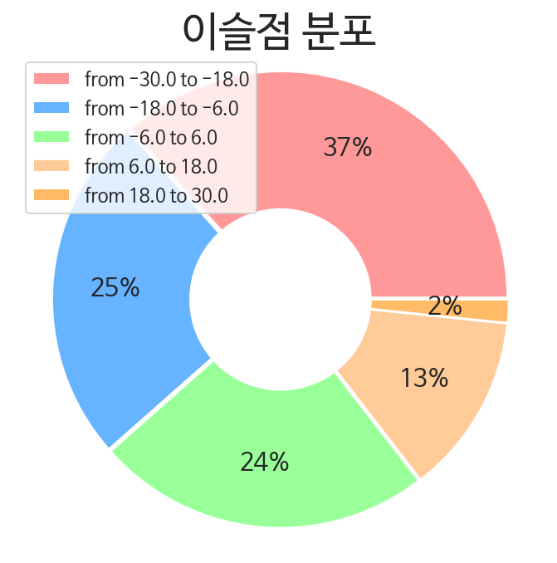 이슬점 분포
from −30.0 to −18.0
from −18.0 to −6.0
from −6.0 to 6.0
from 6.0 to 18.0
from 18.0 to 30.0
37%
25%
2%
13%
24%